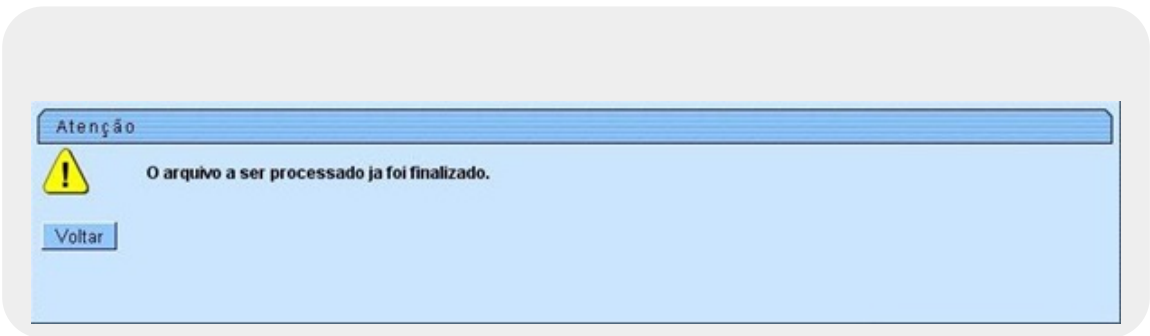 Atenção
O arquivo a ser processado ja foi finalizado.
Voltar